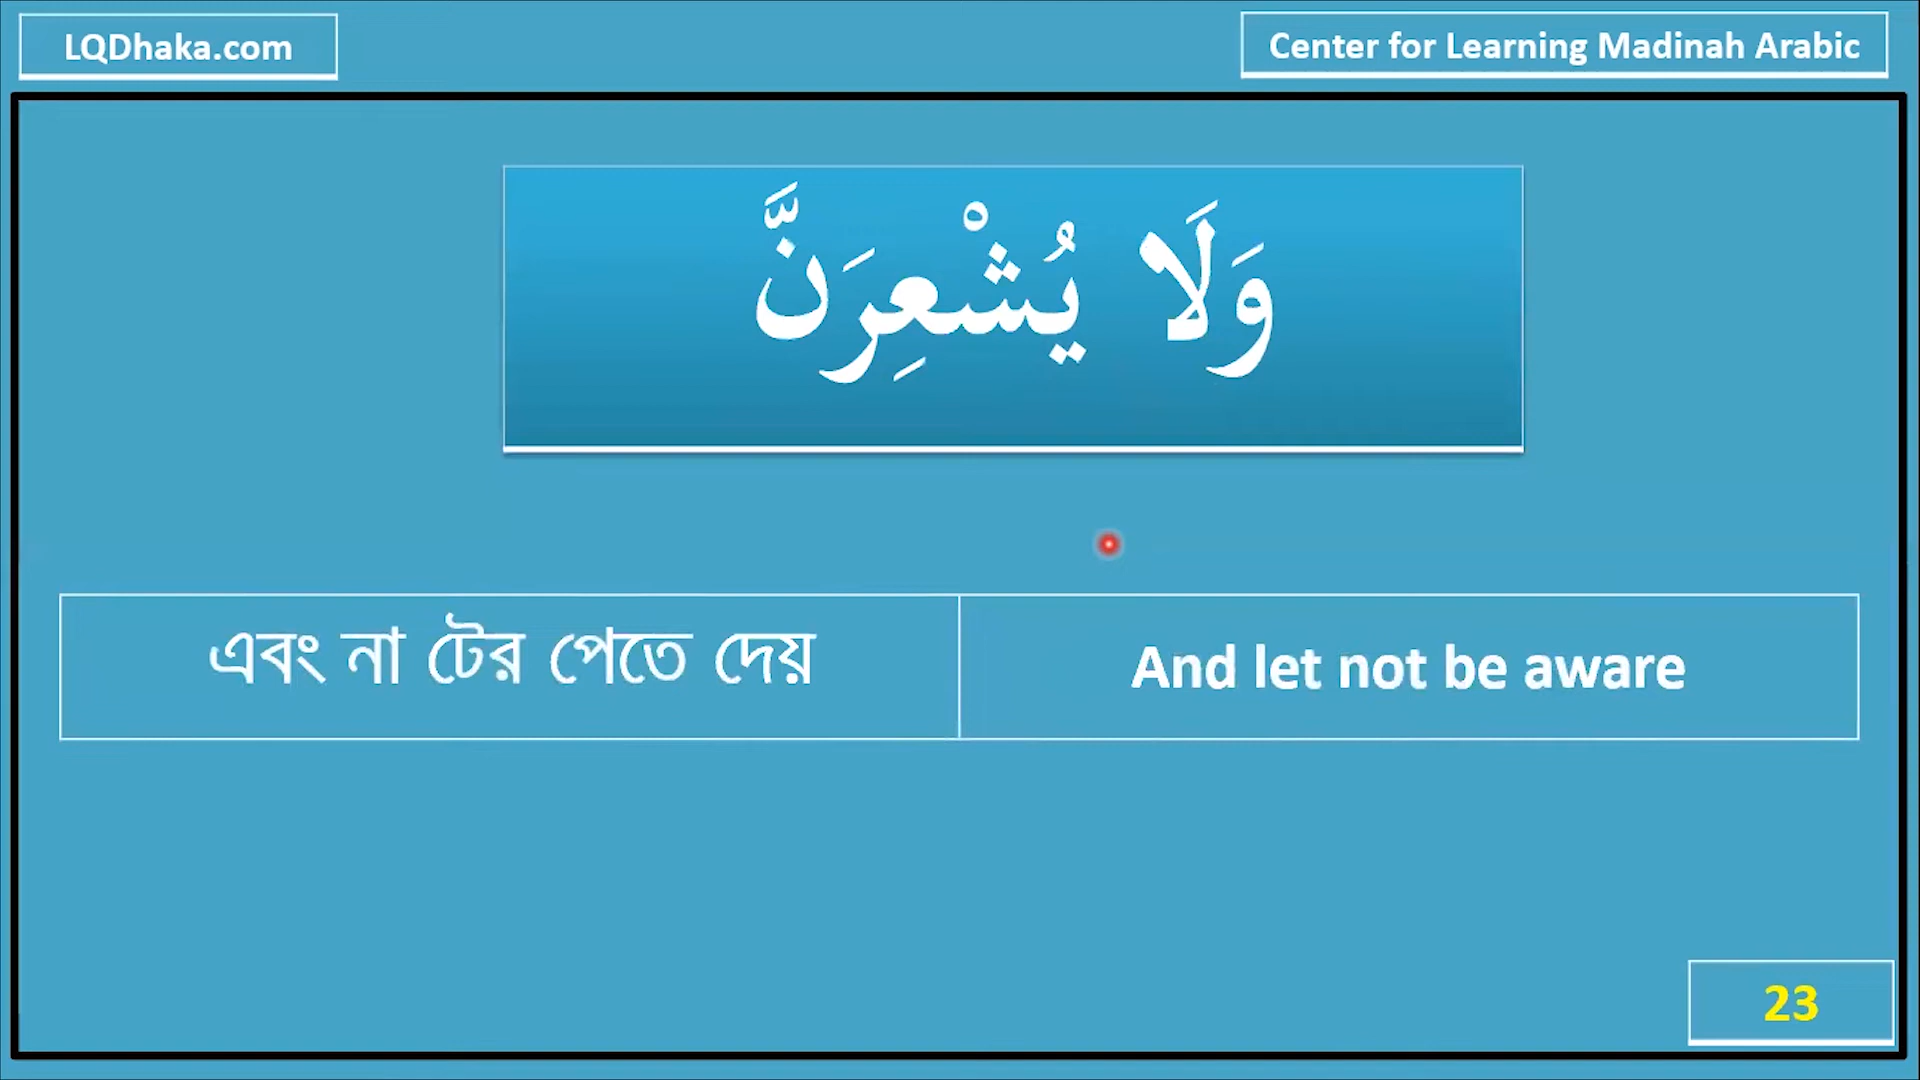 LQDhaka.com
Center for Learning Madinah Arabic
وَلَا يُشْعِرَنَّ
এবং না টের পেতে দেয়
And let not be aware
23